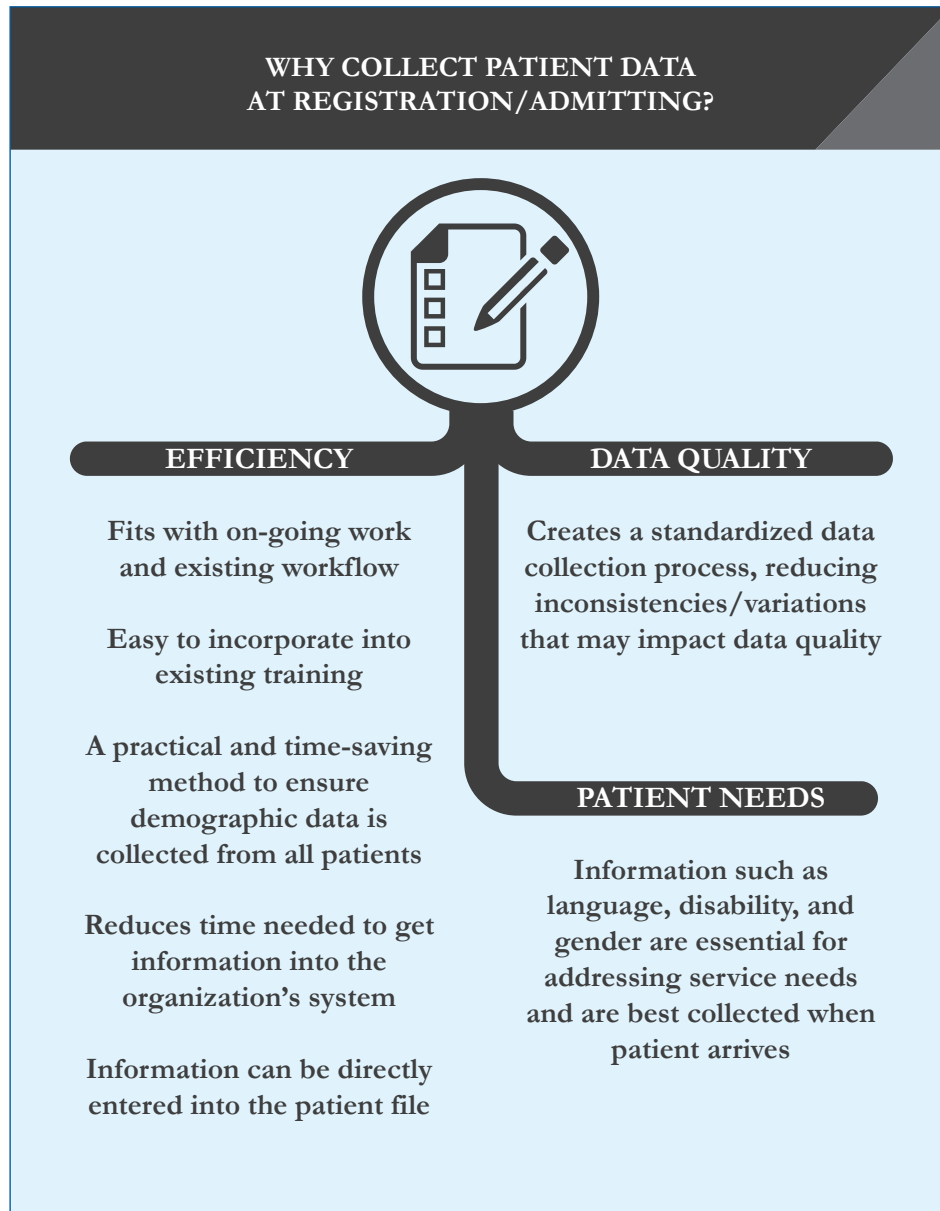 WHY COLLECT PATIENT DATA
AT REGISTRATION/ADMITTING?
EFFICIENCY
Fits with on-going work
and existing workflow
Easy to incorporate into
existing training
A practical and time-saving
method to ensure
demographic data is
collected from all patients
Reduces time needed to get
information into the
organization’s system
Information can be directly
entered into the patient file
DATA QUALITY
Creates a standardized data
collection process, reducing
inconsistencies/variations
that may impact data quality
PATIENT NEEDS
Information such as
language, disability, and
gender are essential for
addressing service needs
and are best collected when
patient arrives